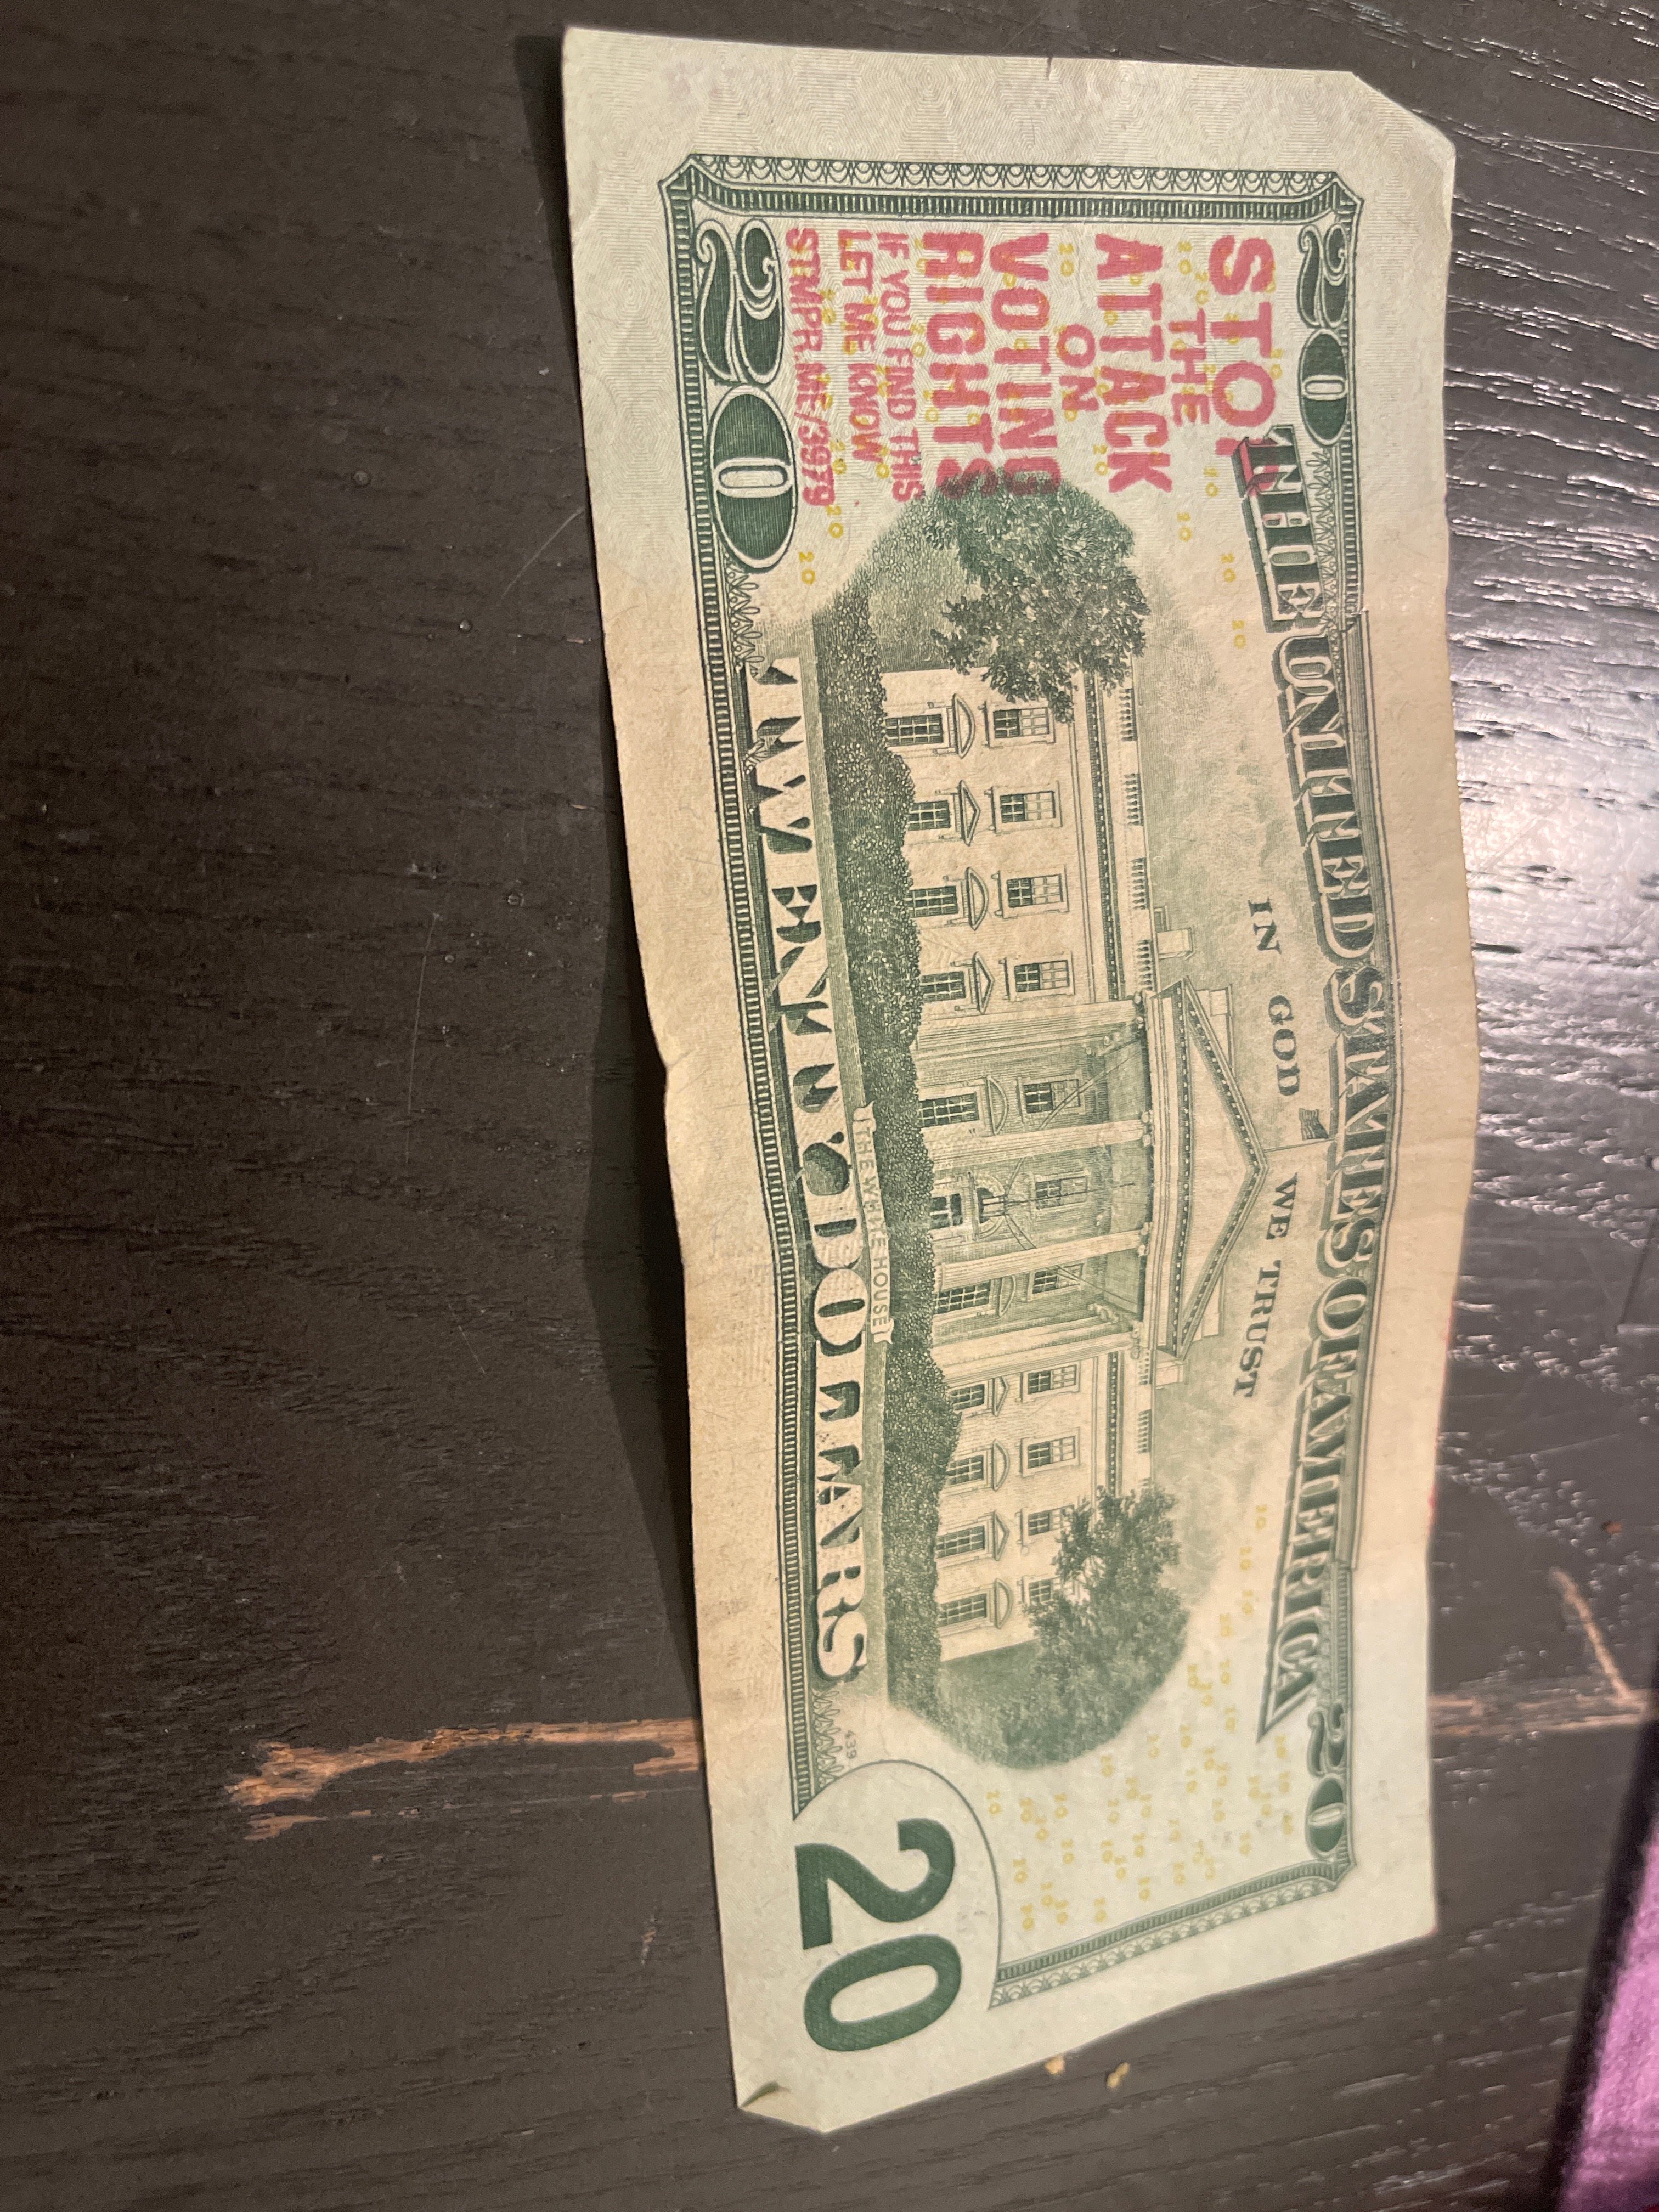 20
THE UNITED STATES OF AMERICA
20
STOP
THE
ATTACK
ON
VOTING
RIGHTS
IF YOU FIND THIS
LET ME KNOW
STMPR.ME/3979
IN GOD WE TRUST
THE WHITE HOUSE
20
TWENTY DOLLARS
439
20